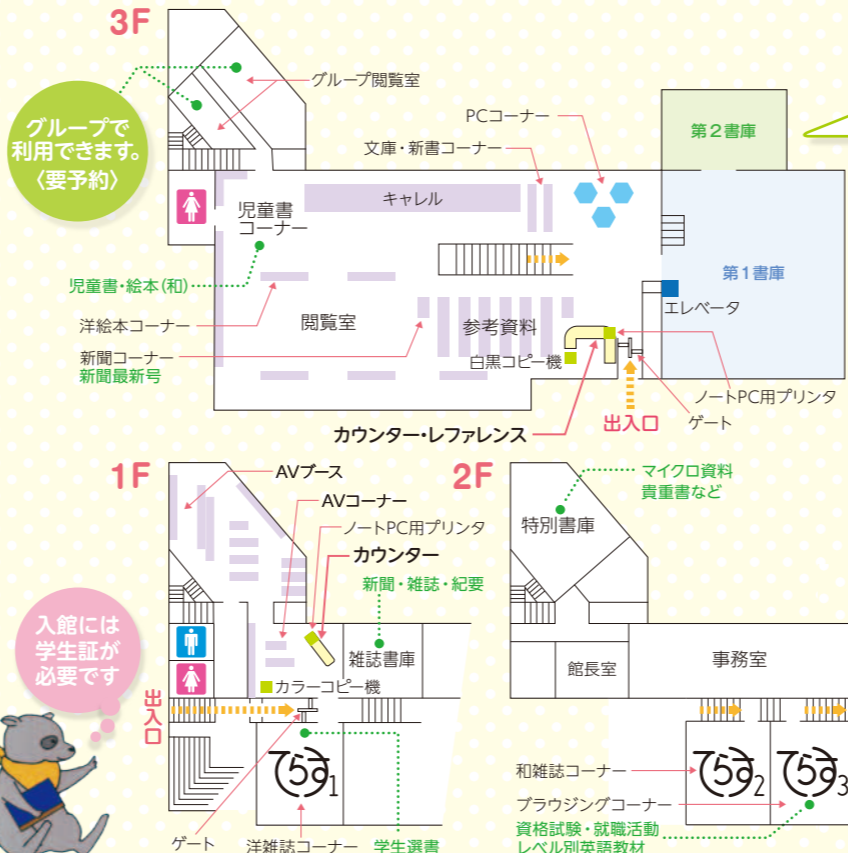 3F
グループ閲覧室
グループで
利用できます。
〈要予約〉
PCコーナー
文庫・新書コーナー
第2書庫
キャレル
児童書
コーナー
児童書・絵本(和)
第1書庫
エレベータ
洋絵本コーナー
閲覧室
参考資料
新聞コーナー
新聞最新号
白黒コピー機
ノートPC用プリンタ
ゲート
出入口
カウンター・レファレンス
1F
AVブース
AVコーナー
ノートPC用プリンタ
カウンター
新聞・雑誌・紀要
雑誌書庫
カラーコピー機
入館には
学生証が
必要です
出入口
てらす1
ゲート
洋雑誌コーナー
学生選書
2F
マイクロ資料
貴重書など
特別書庫
館長室
事務室
和雑誌コーナー
てらす2
てらす3
ブラウジングコーナー
資格試験・就職活動
レベル別英語教材